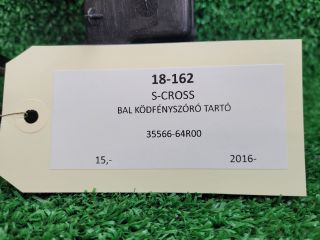 18-162
S-CROSS
BAL KÖDFÉNYSZÓRÓ TARTÓ
35566-64R00
15,- 2016-